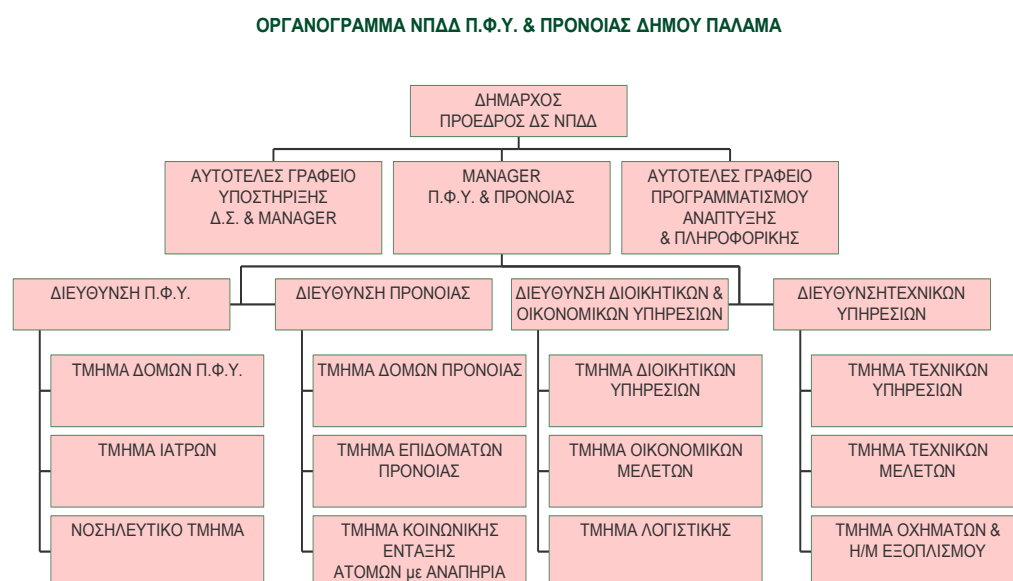 ΟΡΓΑΝΟΓΡΑΜΜΑ ΝΠΔΔ Π.Φ.Υ. & ΠΡΟΝΟΙΑΣ ΔΗΜΟΥ ΠΑΛΑΜΑ
ΔΗΜΑΡΧΟΣ
ΠΡΟΕΔΡΟΣ ΔΣ ΝΠΔΔ
ΑΥΤΟΤΕΛΕΣ ΓΡΑΦΕΙΟ
ΥΠΟΣΤΗΡΙΞΗΣ
Δ.Σ. & MANAGER
MANAGER
Π.Φ.Υ. & ΠΡΟΝΟΙΑΣ
ΑΥΤΟΤΕΛΕΣ ΓΡΑΦΕΙΟ
ΠΡΟΓΡΑΜΜΑΤΙΣΜΟΥ
ΑΝΑΠΤΥΞΗΣ
& ΠΛΗΡΟΦΟΡΙΚΗΣ
ΔΙΕΥΘΥΝΣΗ Π.Φ.Υ.
ΔΙΕΥΘΥΝΣΗ ΠΡΟΝΟΙΑΣ
ΔΙΕΥΘΥΝΣΗ ΔΙΟΙΚΗΤΙΚΩΝ &
ΟΙΚΟΝΟΜΙΚΩΝ ΥΠΗΡΕΣΙΩΝ
ΔΙΕΥΘΥΝΣΗΤΕΧΝΙΚΩΝ
ΥΠΗΡΕΣΙΩΝ
ΤΜΗΜΑ ΔΟΜΩΝ Π.Φ.Υ.
ΤΜΗΜΑ ΙΑΤΡΩΝ
ΝΟΣΗΛΕΥΤΙΚΟ ΤΜΗΜΑ
ΤΜΗΜΑ ΔΟΜΩΝ ΠΡΟΝΟΙΑΣ
ΤΜΗΜΑ ΕΠΙΔΟΜΑΤΩΝ
ΠΡΟΝΟΙΑΣ
ΤΜΗΜΑ ΚΟΙΝΩΝΙΚΗΣ
ΕΝΤΑΞΗΣ
ΑΤΟΜΩΝ με ΑΝΑΠΗΡΙΑ
ΤΜΗΜΑ ΔΙΟΙΚΗΤΙΚΩΝ
ΥΠΗΡΕΣΙΩΝ
ΤΜΗΜΑ ΟΙΚΟΝΟΜΙΚΩΝ
ΜΕΛΕΤΩΝ
ΤΜΗΜΑ ΛΟΓΙΣΤΙΚΗΣ
ΤΜΗΜΑ ΤΕΧΝΙΚΩΝ
ΥΠΗΡΕΣΙΩΝ
ΤΜΗΜΑ ΤΕΧΝΙΚΩΝ
ΜΕΛΕΤΩΝ
ΤΜΗΜΑ ΟΧΗΜΑΤΩΝ &
Η/Μ ΕΞΟΠΛΙΣΜΟΥ